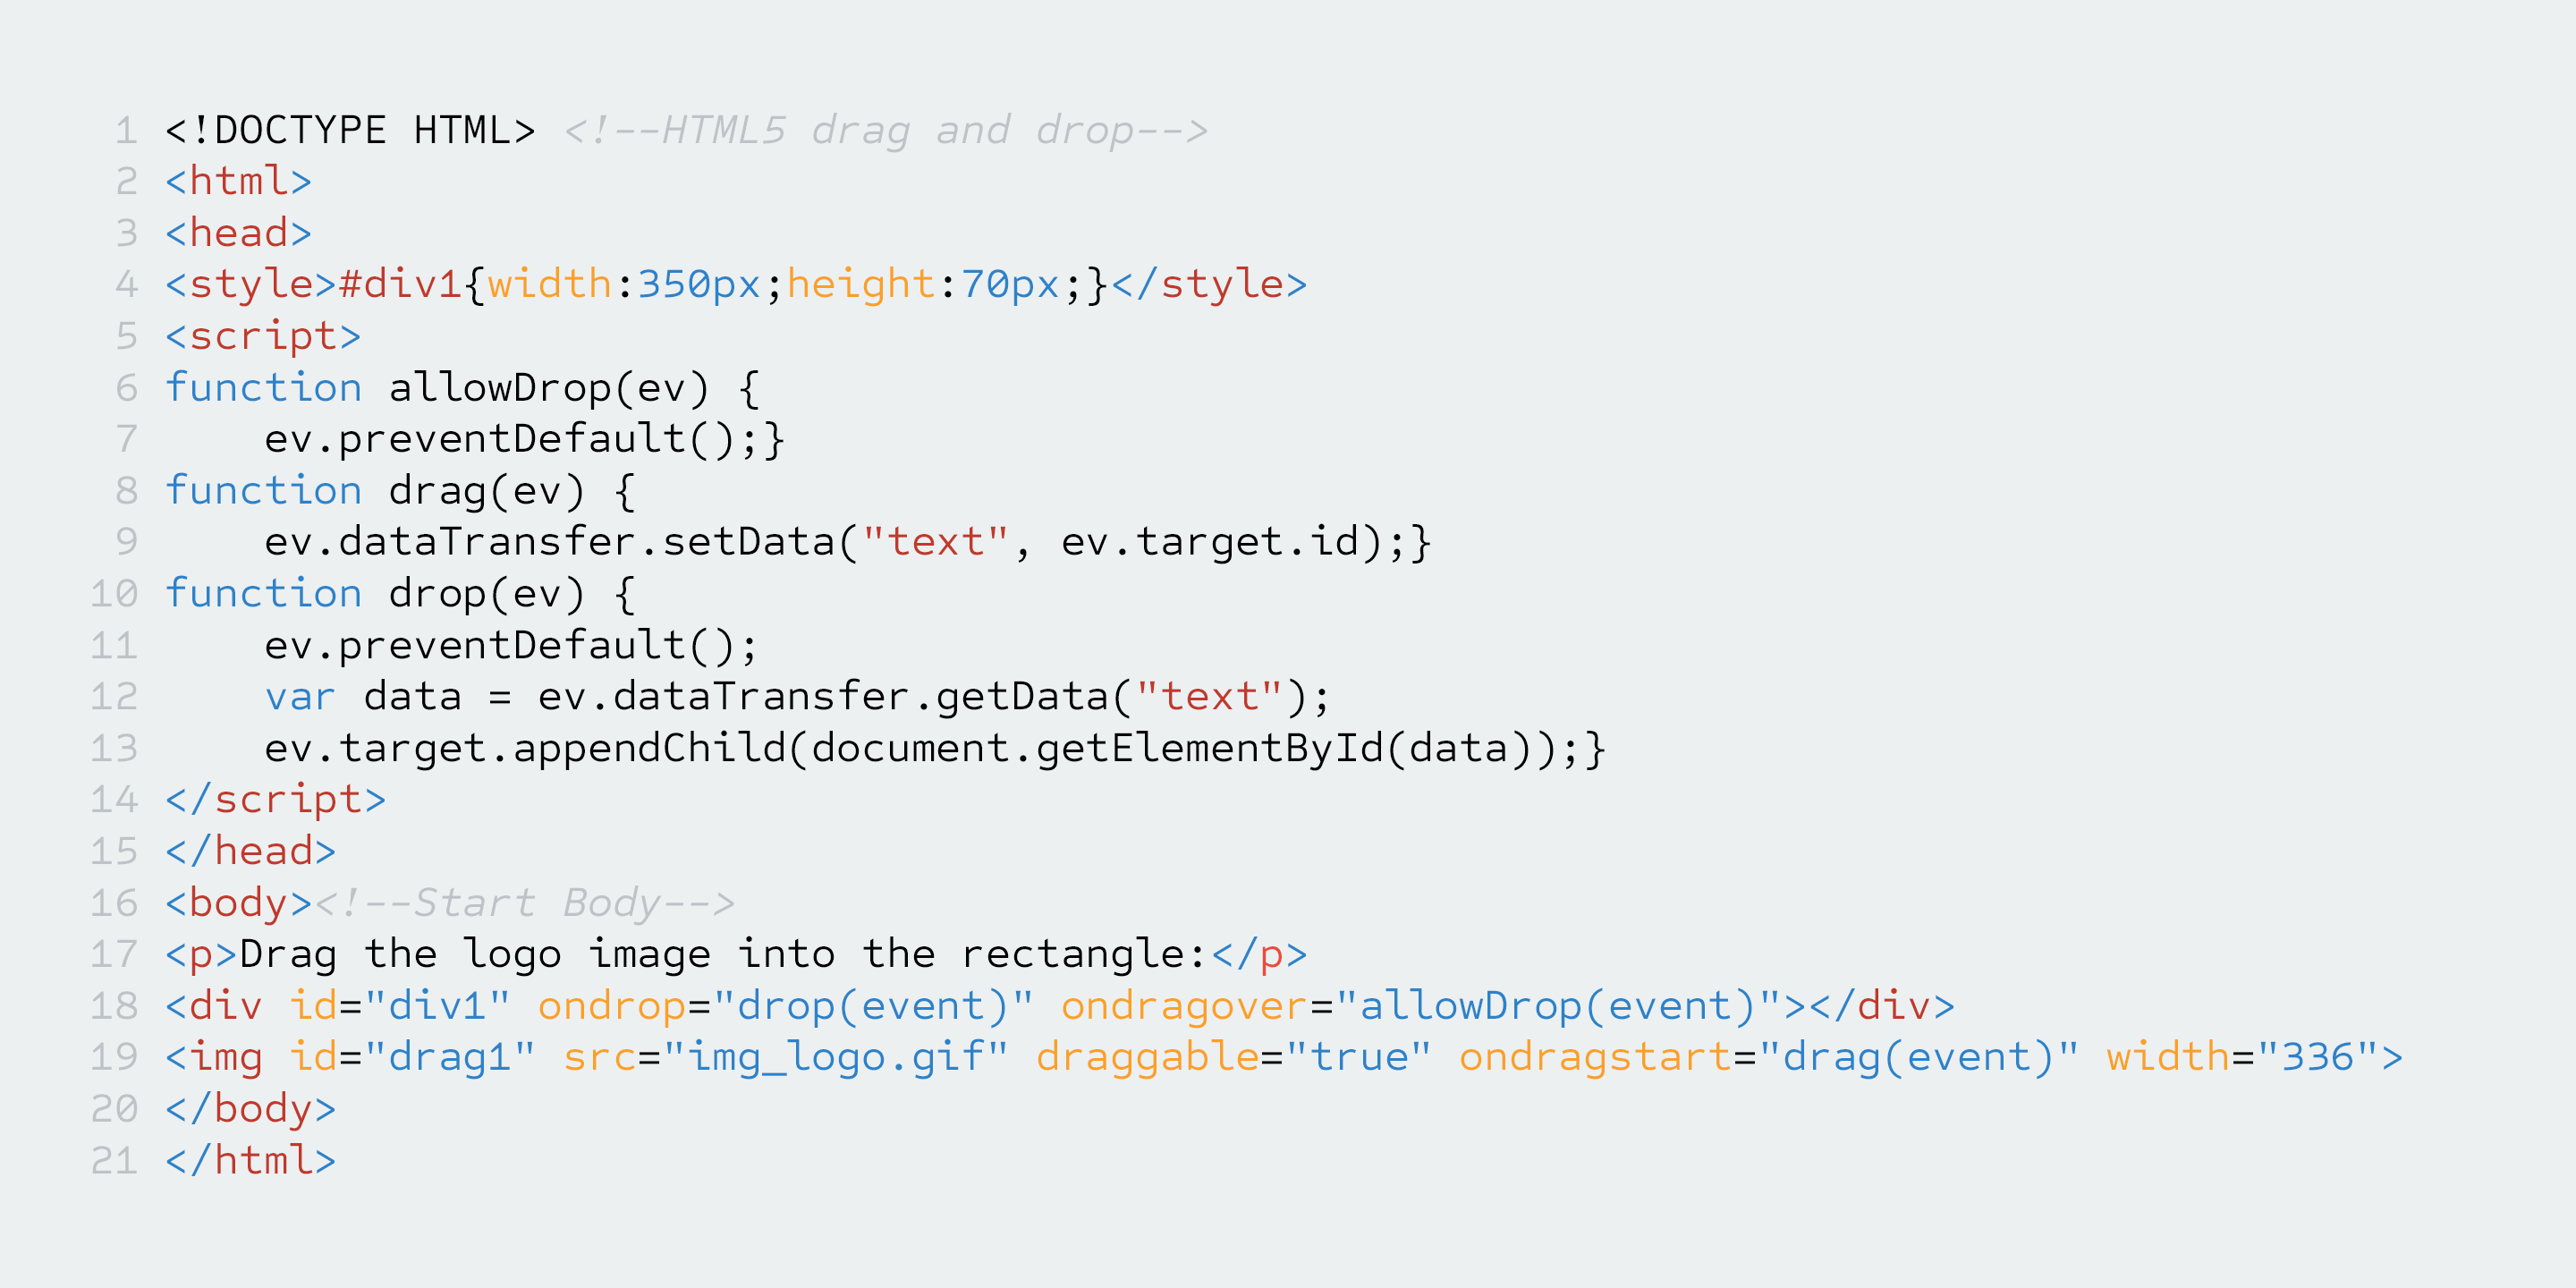 1 <!DOCTYPE HTML> <!--HTML5 drag and drop-->
2 <html>
3 <head>
4 <style>#div1{width:350px;height:70px;}</style>
5 <script>
6 function allowDrop(ev) {
7     ev.preventDefault();}
8 function drag(ev) {
9     ev.dataTransfer.setData("text", ev.target.id);}
10 function drop(ev) {
11     ev.preventDefault();
12     var data = ev.dataTransfer.getData("text");
13     ev.target.appendChild(document.getElementById(data));}
14 </script>
15 </head>
16 <body><!--Start Body-->
17 <p>Drag the logo image into the rectangle:</p>
18 <div id="div1" ondrop="drop(event)" ondragover="allowDrop(event)"></div>
19 <img id="drag1" src="img_logo.gif" draggable="true" ondragstart="drag(event)" width="336">
20 </body>
21 </html>